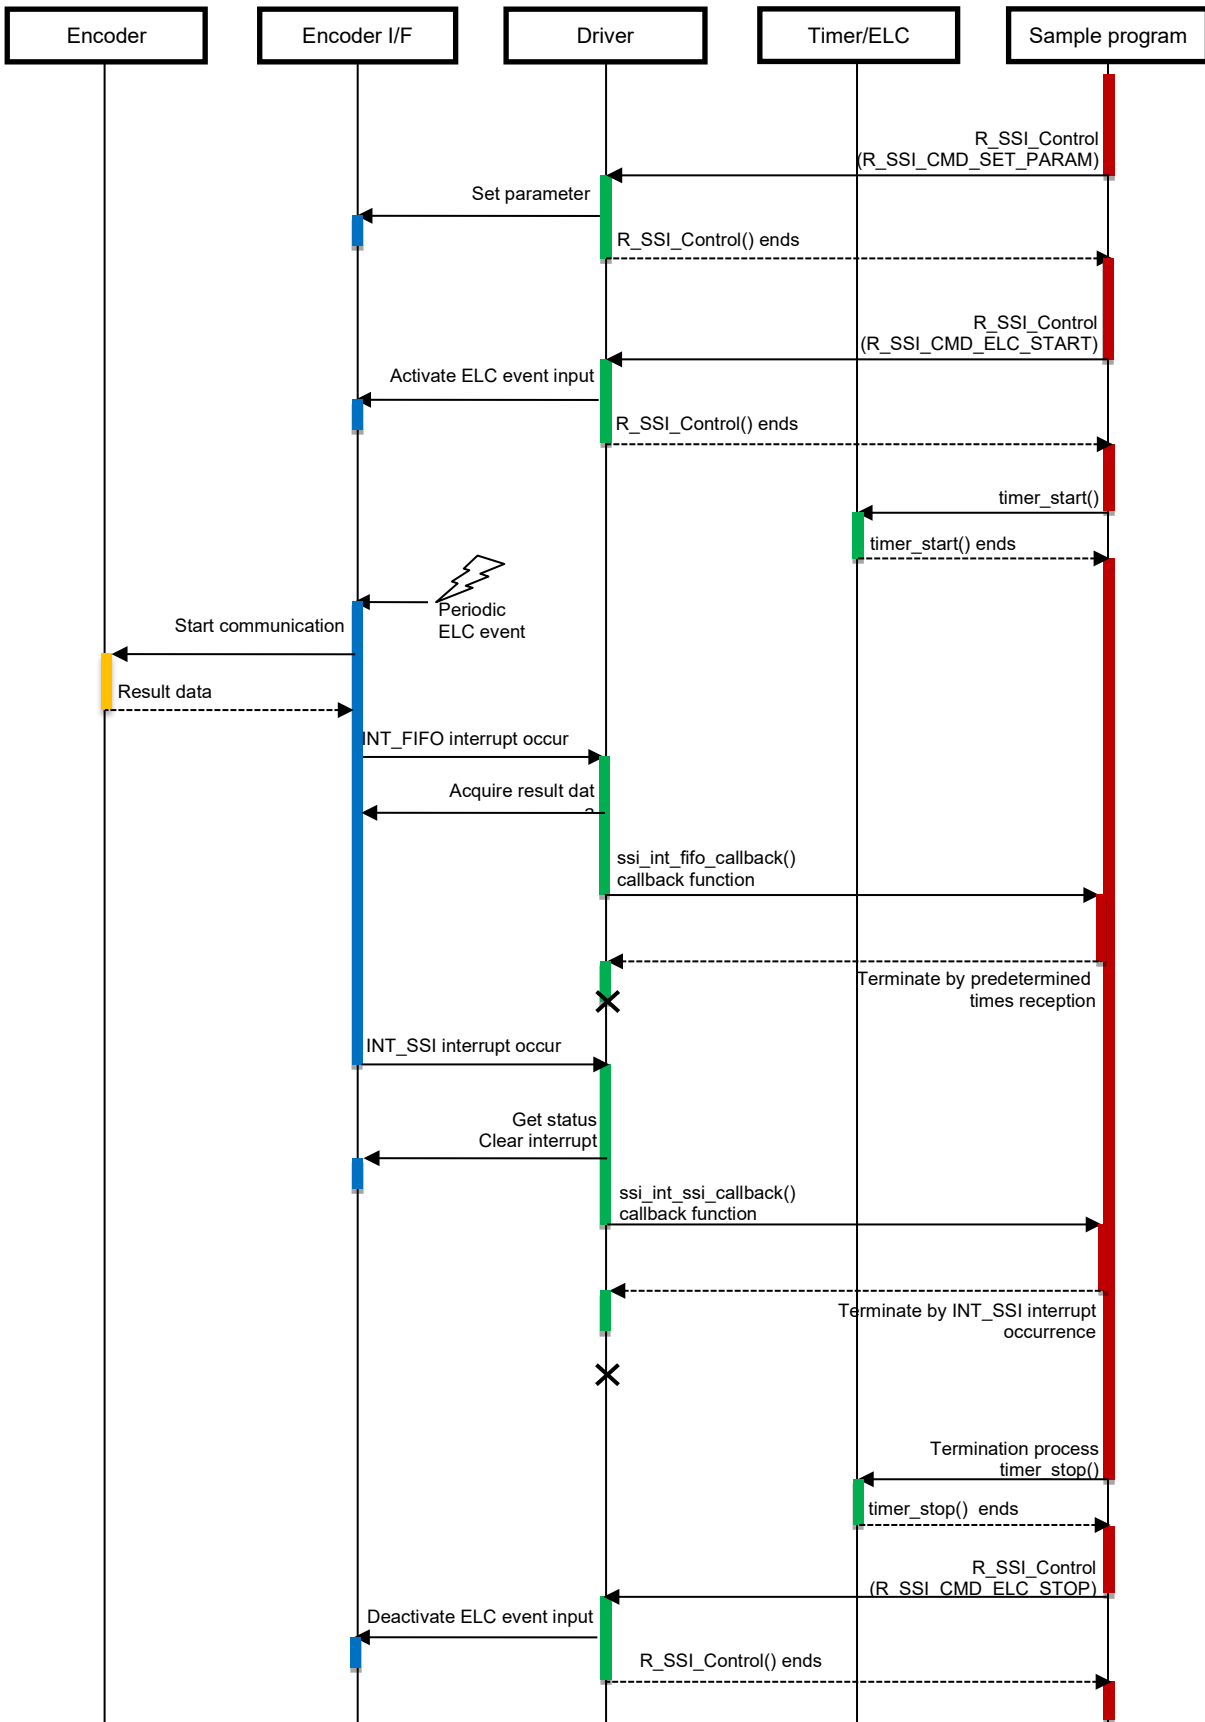 Encoder
Encoder I/F
Driver
Timer/ELC
Sample program
R_SSI_Control
(R_SSI_CMD_SET_PARAM)
Set parameter
R_SSI_Control() ends
R_SSI_Control
(R_SSI_CMD_ELC_START)
Activate ELC event input
R_SSI_Control() ends
timer_start()
timer_start() ends
Periodic
ELC event
Start communication
Result data
INT_FIFO interrupt occur
Acquire result dat
a
ssi_int_fifo_callback()
callback function
Terminate by predetermined
times reception
INT_SSI interrupt occur
Get status
Clear interrupt
ssi_int_ssi_callback()
callback function
Terminate by INT_SSI interrupt
occurrence
Termination process
timer_stop()
timer_stop() ends
R_SSI_Control
(R_SSI_CMD_ELC_STOP)
Deactivate ELC event input
R_SSI_Control() ends